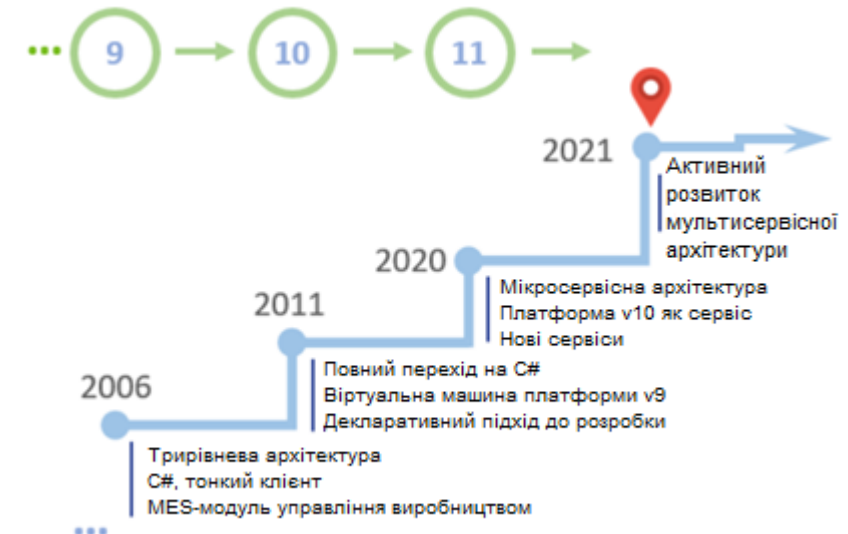 ... 9 10 11
2021
Активний
розвиток
мультисервісної
архітектури
2020
Мікросервісна архітектура
Платформа v10 як сервіс
Нові сервіси
2011
Повний перехід на C#
Віртуальна машина платформи v9
Декларативний підхід до розробки
2006
Трирівнева архітектура
C#, тонкий клієнт
MES-модуль управління виробництвом
...